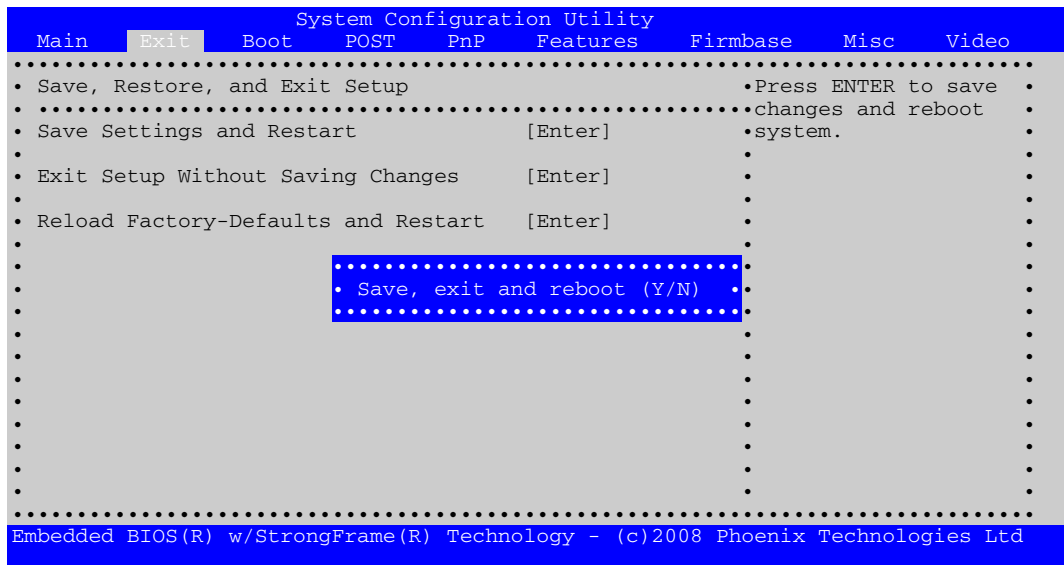 System Configuration Utility
Main Exit Boot POST PnP Features Firmbase Misc Video
Save, Restore, and Exit Setup
Press ENTER to save
changes and reboot
system.
Save Settings and Restart [Enter]
Exit Setup Without Saving Changes [Enter]
Reload Factory-Defaults and Restart [Enter]
Save, exit and reboot (Y/N)
Embedded BIOS(R) w/StrongFrame(R) Technology - (c)2008 Phoenix Technologies Ltd